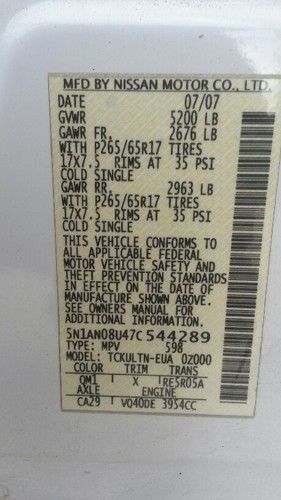 MFD BY NISSAN MOTOR CO., LTD.
DATE 07/07
GVWR 5200 LB
GAWR FR. 2676 LB
WITH P265/65R17 TIRES
17X7.5 RIMS AT 35 PSI
COLD SINGLE
GAWR RR. 2963 LB
WITH P265/65R17 TIRES
17X7.5 RIMS AT 35 PSI
COLD SINGLE
THIS VEHICLE CONFORMS TO
ALL APPLICABLE FEDERAL
MOTOR VEHICLE SAFETY AND
THEFT PREVENTION STANDARDS
IN EFFECT ON THE DATE OF
MANUFACTURE SHOWN ABOVE.
SEE OWNERS MANUAL FOR
ADDITIONAL INFORMATION.
5N1AN08U47C544289
TYPE: MPV 598
MODEL: TCKULTN-EUA 0Z000
COLOR TRIM TRANS
QM1 X RE5R05A
AXLE ENGINE
CA29 VQ40DE 3954CC